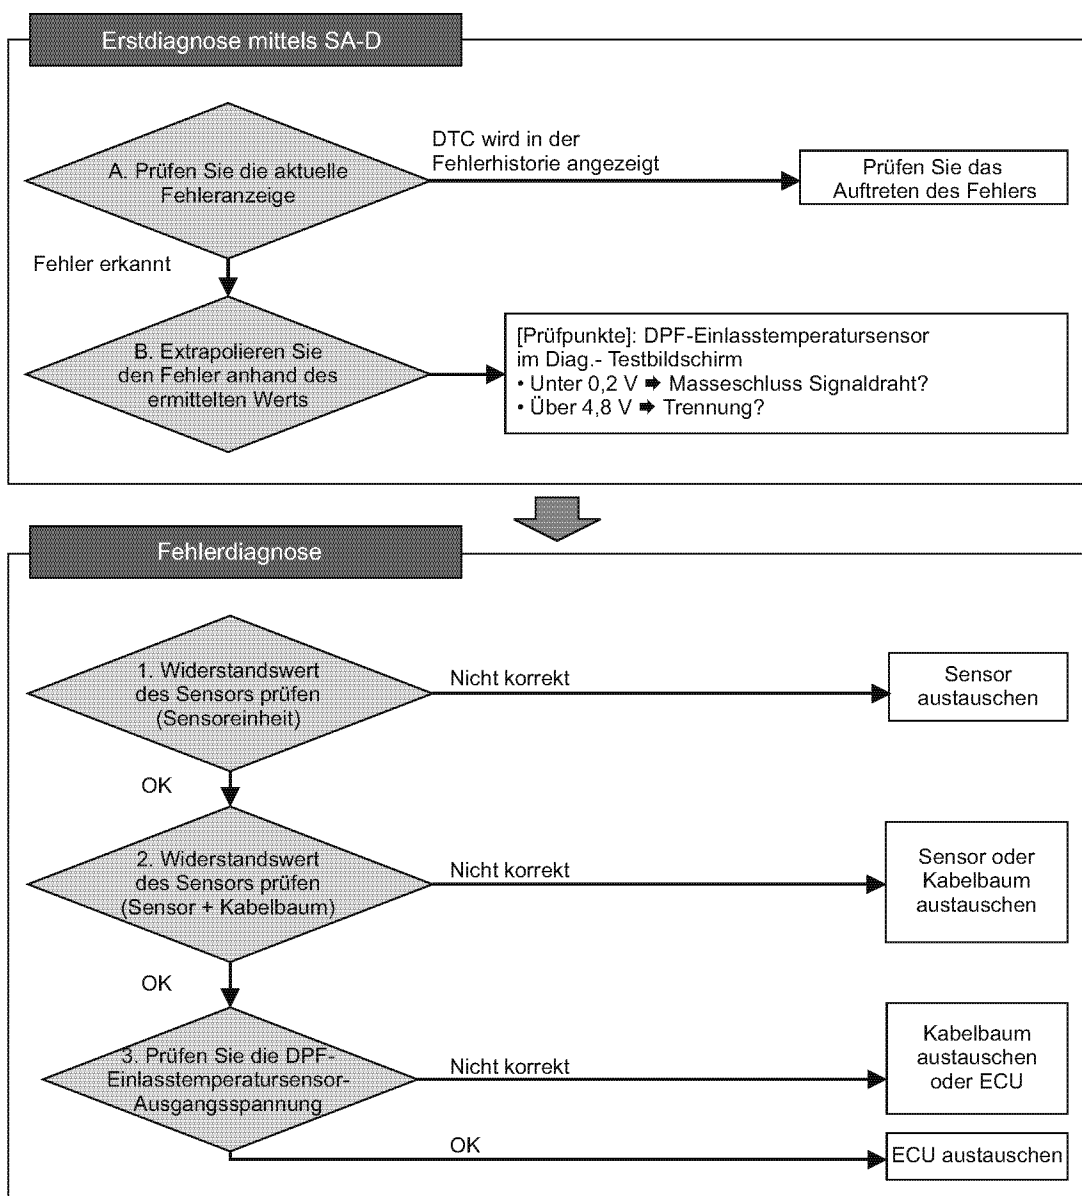 Erstdiagnose mittels SA-D
A. Prüfen Sie die aktuelle
Fehleranzeige
DTC wird in der
Fehlerhistorie angezeigt
Prüfen Sie das
Auftreten des Fehlers
Fehler erkannt
B. Extrapolieren Sie
den Fehler anhand des
ermittelten Werts
[Prüfpunkte]: DPF-Einlasstemperatursensor
im Diag.- Testbildschirm
• Unter 0,2 V ➡ Masseschluss Signaldraht?
• Über 4,8 V ➡ Trennung?
Fehlerdiagnose
1. Widerstandswert
des Sensors prüfen
(Sensoreinheit)
Nicht korrekt
Sensor
austauschen
OK
2. Widerstandswert
des Sensors prüfen
(Sensor + Kabelbaum)
Nicht korrekt
Sensor oder
Kabelbaum
austauschen
OK
3. Prüfen Sie die DPF-
Einlasstemperatursensor-
Ausgangsspannung
Nicht korrekt
Kabelbaum
austauschen
oder ECU
OK
ECU austauschen